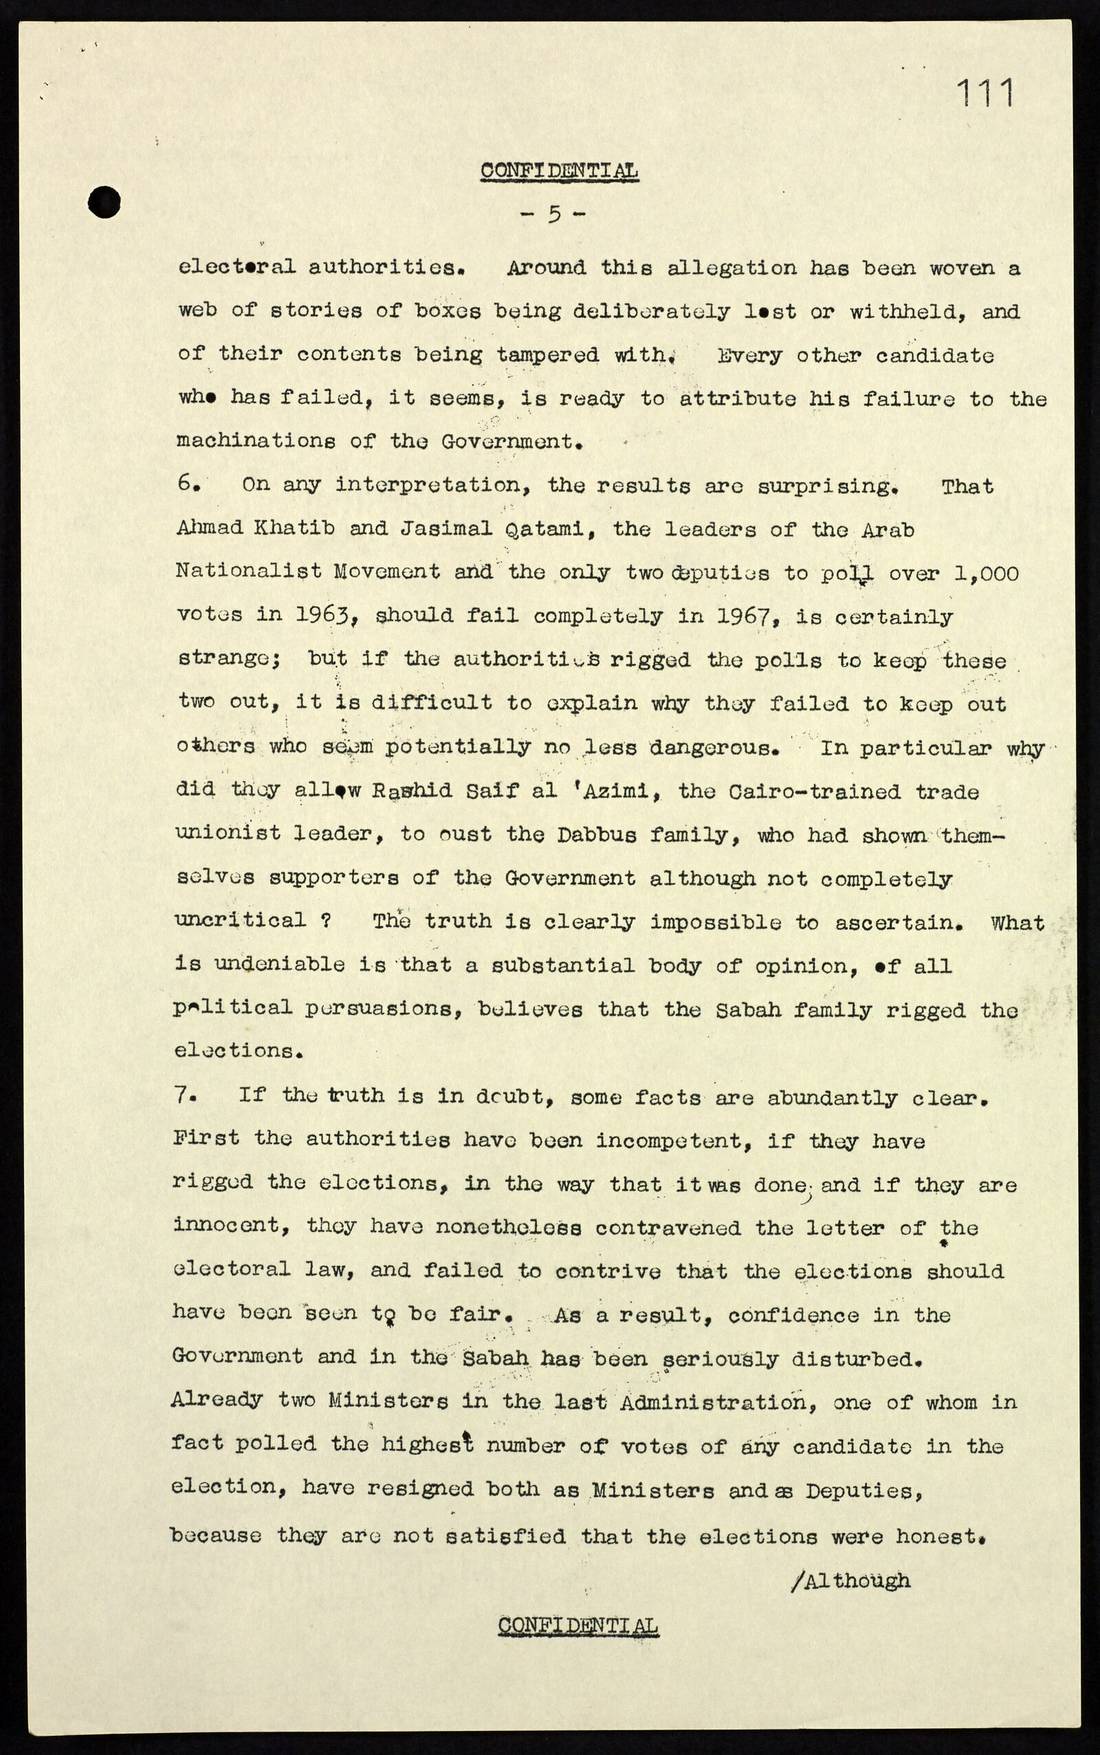 111
CONFIDENTIAL
- 5 -
electoral authorities. Around this allegation has been woven a
web of stories of boxes being deliberately lost or withheld, and
of their contents being tampered with. Every other candidate
who has failed, it seems, is ready to attribute his failure to the
machinations of the Government.
6. On any interpretation, the results are surprising. That
Ahmad Khatib and Jasimal Qatami, the leaders of the Arab
Nationalist Movement and the only two deputies to poll over 1,000
votes in 1963, should fail completely in 1967, is certainly
strange; but if the authorities rigged the polls to keep these
two out, it is difficult to explain why they failed to keep out
others who seem potentially no less dangerous. In particular why
did they allow Rashid Saif al 'Azimi, the Cairo-trained trade
unionist leader, to oust the Dabbus family, who had shown them-
selves supporters of the Government although not completely
uncritical ? The truth is clearly impossible to ascertain. What
is undeniable is that a substantial body of opinion, of all
political persuasions, believes that the Sabah family rigged the
elections.
7. If the truth is in doubt, some facts are abundantly clear.
First the authorities have been incompetent, if they have
rigged the elections, in the way that it was done; and if they are
innocent, they have nonetheless contravened the letter of the
electoral law, and failed to contrive that the elections should
have been seen to be fair. As a result, confidence in the
Government and in the Sabah has been seriously disturbed.
Already two Ministers in the last Administration, one of whom in
fact polled the highest number of votes of any candidate in the
election, have resigned both as Ministers and as Deputies,
because they are not satisfied that the elections were honest.
/Although
CONFIDENTIAL